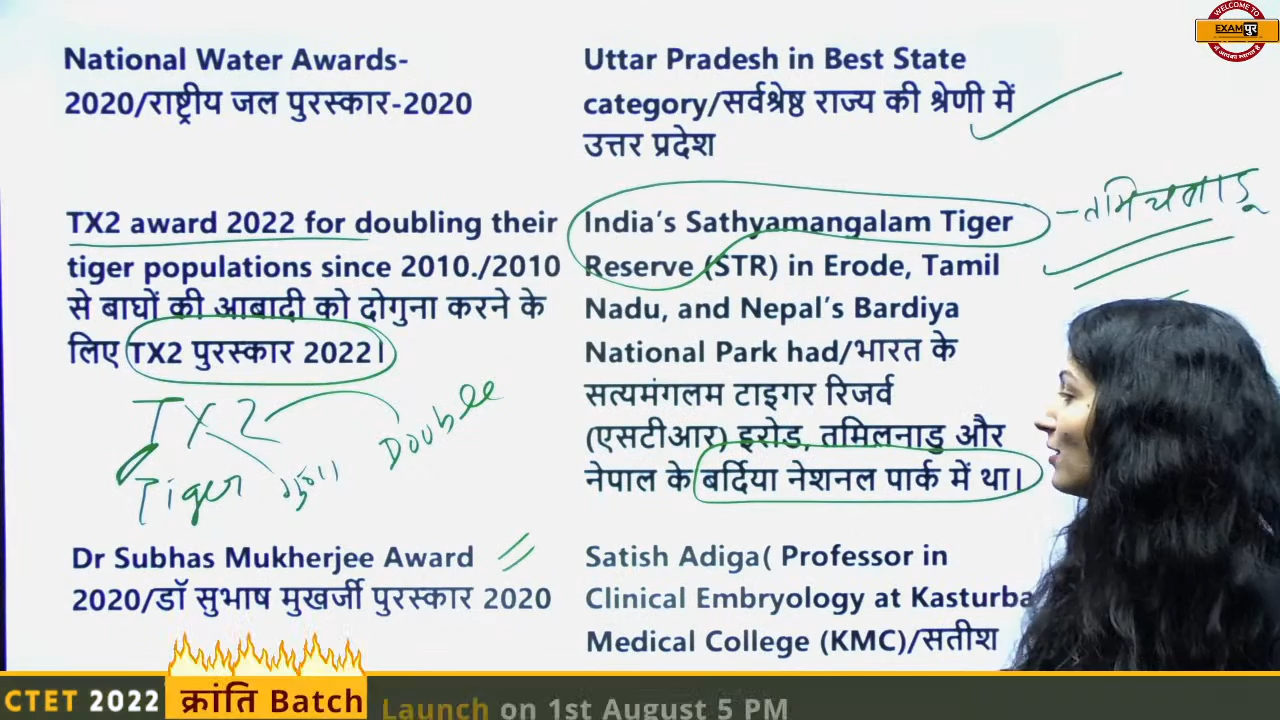 WELCOME TO
EXAMपुर
National Water Awards-
2020/राष्ट्रीय जल पुरस्कार-2020
Uttar Pradesh in Best State
category/सर्वश्रेष्ठ राज्य की श्रेणी में
उत्तर प्रदेश
TX2 award 2022 for doubling their
tiger populations since 2010./2010
से बाघों की आबादी को दोगुना करने के
लिए TX2 पुरस्कार 2022।
TX2
Double
Tiger
India's Sathyamangalam Tiger
Reserve (STR) in Erode, Tamil
Nadu, and Nepal's Bardiya
National Park had/भारत के
सत्यमंगलम टाइगर रिजर्व
(एसटीआर) इरोड, तमिलनाडु और
नेपाल के बर्दिया नेशनल पार्क में था।
Dr Subhas Mukherjee Award
2020/डॉ सुभाष मुखर्जी पुरस्कार 2020
Satish Adiga( Professor in
Clinical Embryology at Kasturba
Medical College (KMC)/सतीश
CTET 2022 क्रांति Batch
Launch on 1st August 5 PM